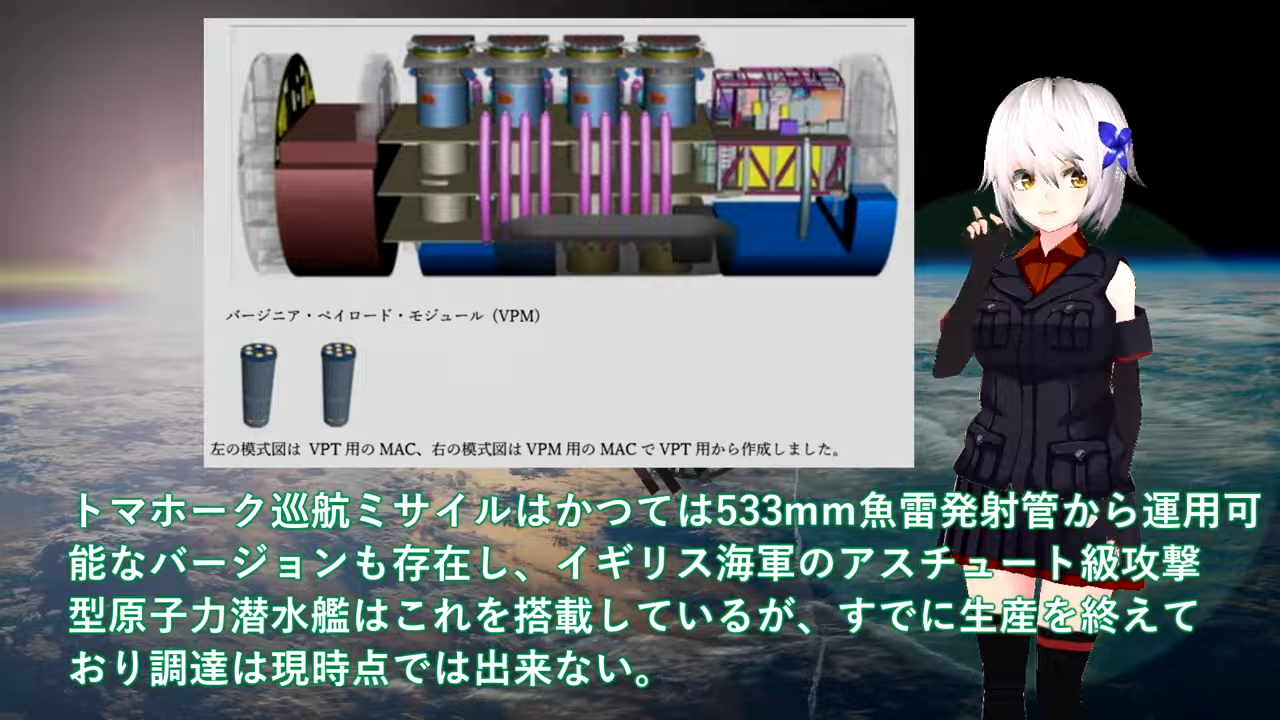 バージニア・ペイロード・モジュール（VPM）
左の模式図は VPT 用の MAC、右の模式図は VPM 用の MAC で VPT 用から作成しました。
トマホーク巡航ミサイルはかつては533mm魚雷発射管から運用可
能なバージョンも存在し、イギリス海軍のアスチュート級攻撃
型原子力潜水艦はこれを搭載しているが、すでに生産を終えて
おり調達は現時点では出来ない。